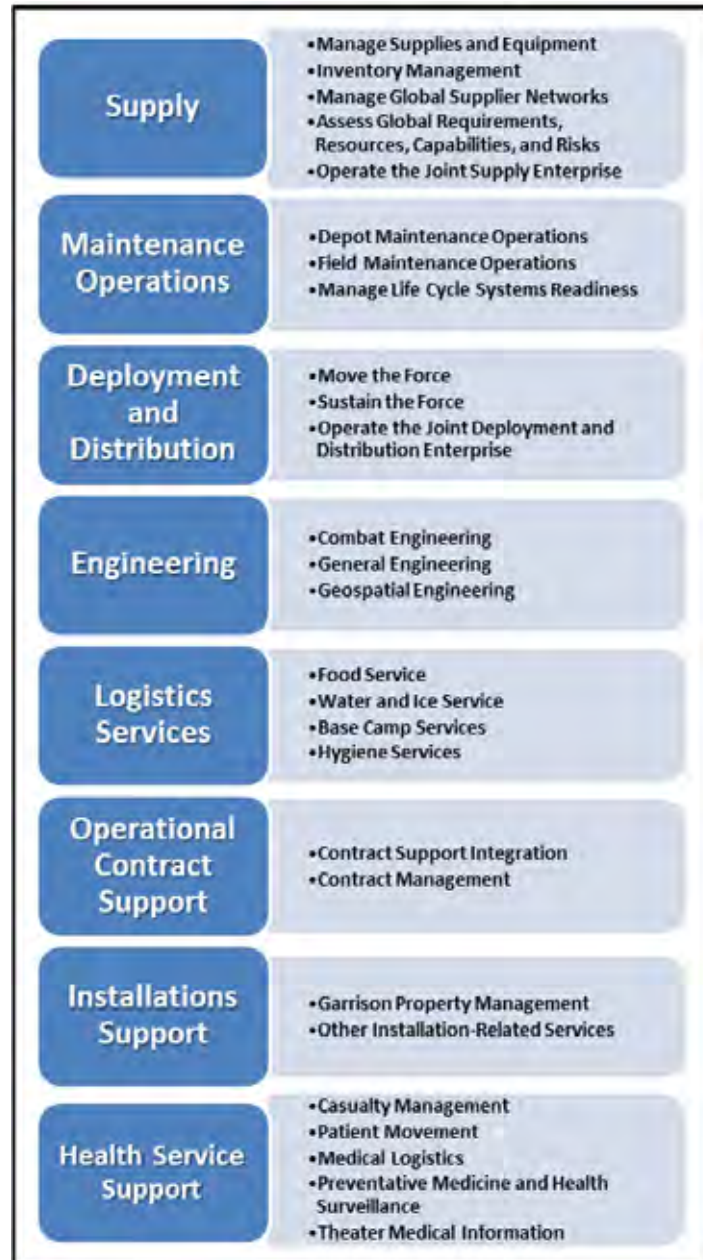 Supply
•Manage Supplies and Equipment
•Inventory Management
•Manage Global Supplier Networks
•Assess Global Requirements,
Resources, Capabilities, and Risks
•Operate the Joint Supply Enterprise
Maintenance
Operations
•Depot Maintenance Operations
•Field Maintenance Operations
•Manage Life Cycle Systems Readiness
Deployment
and
Distribution
•Move the Force
•Sustain the Force
•Operate the Joint Deployment and
Distribution Enterprise
Engineering
•Combat Engineering
•General Engineering
•Geospatial Engineering
Logistics
Services
•Food Service
•Water and Ice Service
•Base Camp Services
•Hygiene Services
Operational
Contract
Support
•Contract Support Integration
•Contract Management
Installations
Support
•Garrison Property Management
•Other Installation-Related Services
Health Service
Support
•Casualty Management
•Patient Movement
•Medical Logistics
•Preventative Medicine and Health
Surveillance
•Theater Medical Information